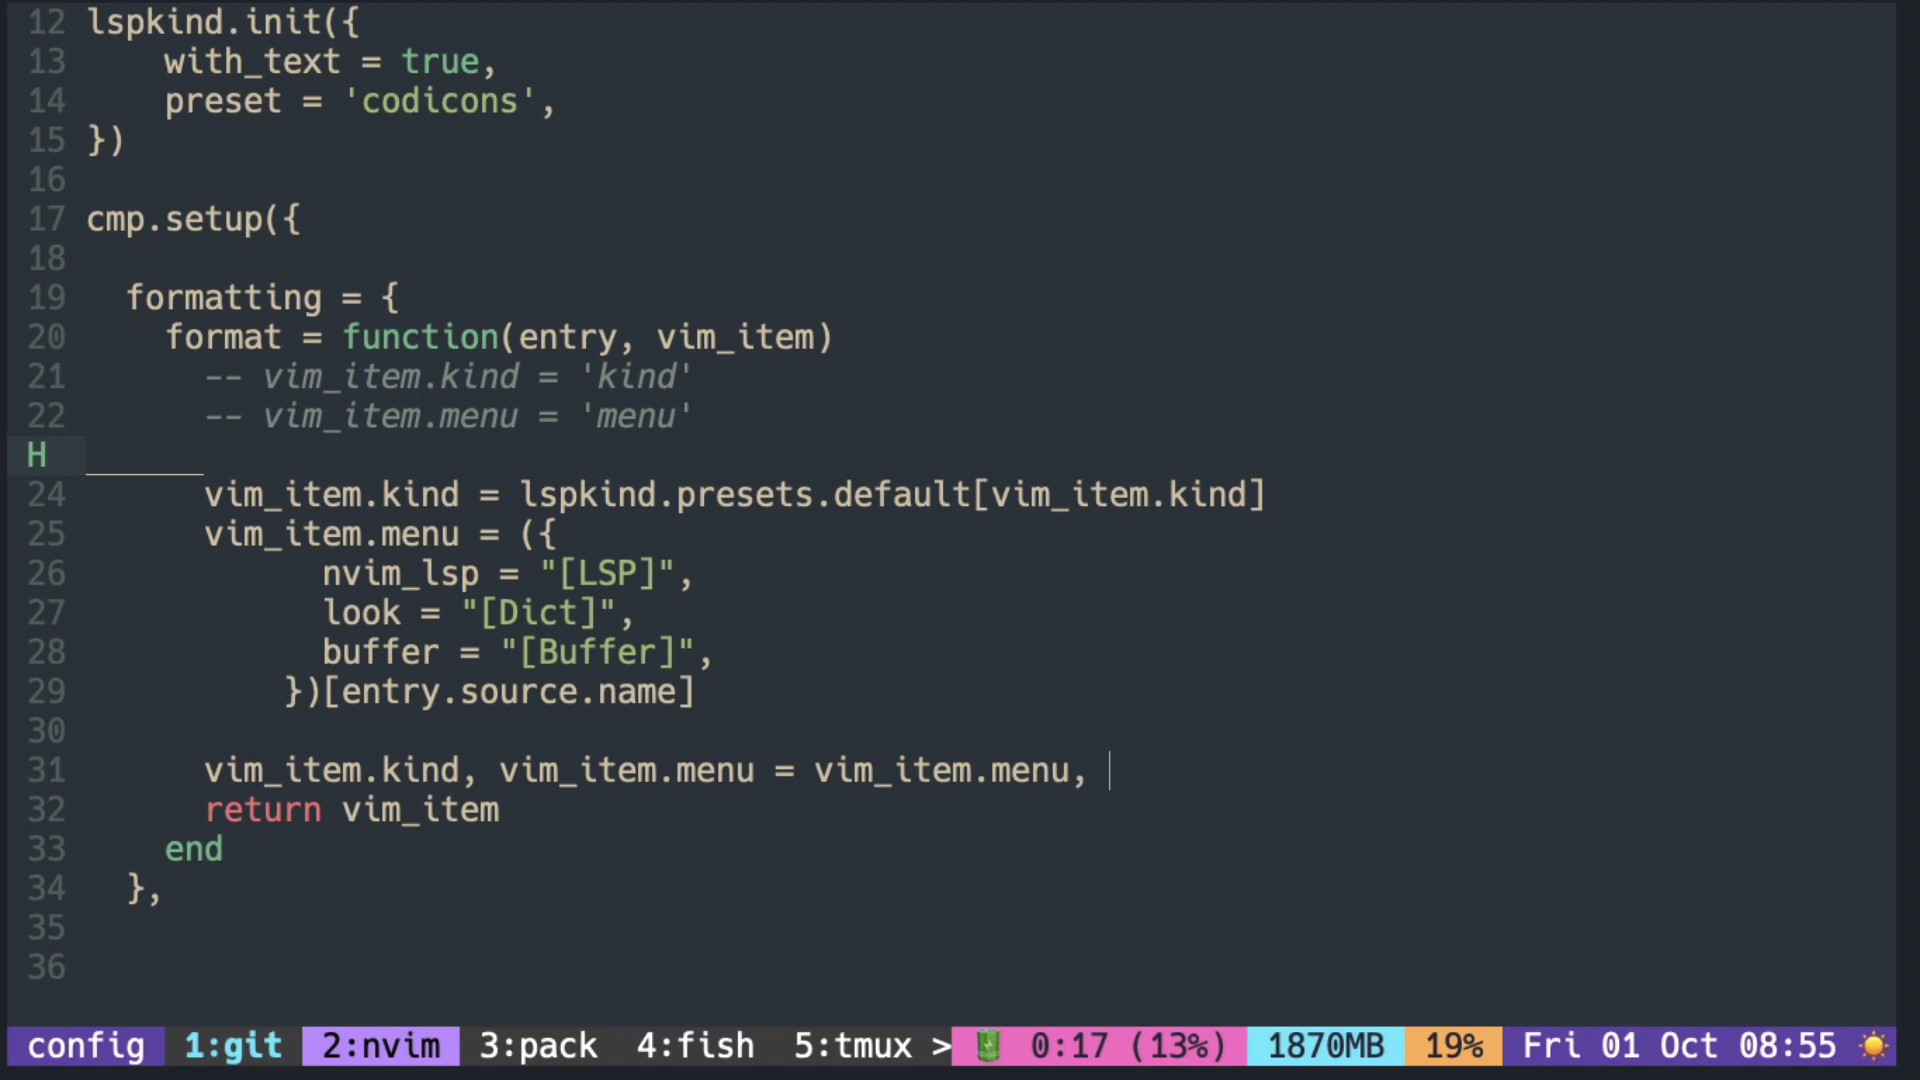 12 lspkind.init({
13     with_text = true,
14     preset = 'codicons',
15 })
16
17 cmp.setup({
18
19   formatting = {
20     format = function(entry, vim_item)
21       -- vim_item.kind = 'kind'
22       -- vim_item.menu = 'menu'
H
24       vim_item.kind = lspkind.presets.default[vim_item.kind]
25       vim_item.menu = ({
26             nvim_lsp = "[LSP]",
27             look = "[Dict]",
28             buffer = "[Buffer]",
29           })[entry.source.name]
30
31       vim_item.kind, vim_item.menu = vim_item.menu,
32       return vim_item
33     end
34   },
35
36
config 1:git 2:nvim 3:pack 4:fish 5:tmux > 0:17 (13%) 1870MB 19% Fri 01 Oct 08:55